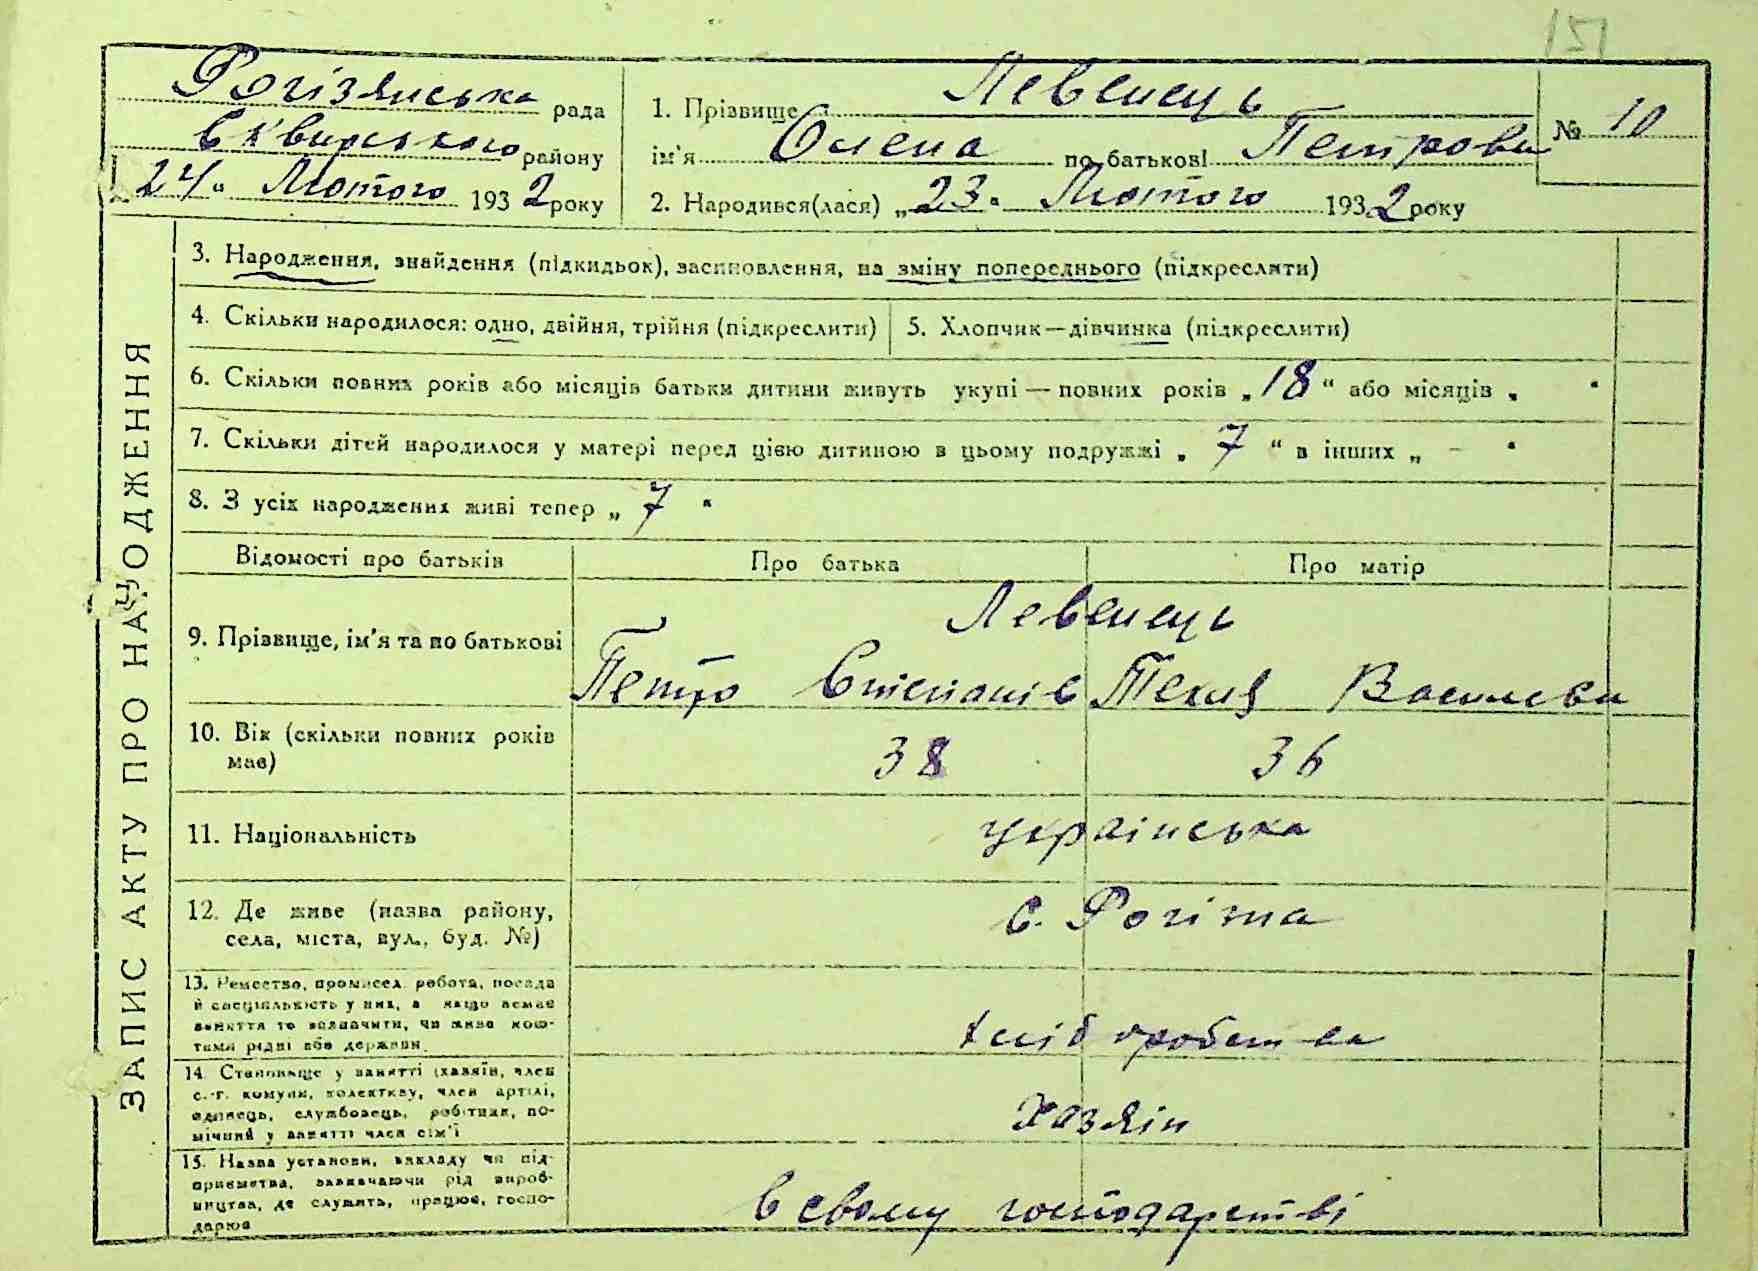 151
Рогізянська рада
Сквирського району
„24“ Лютого 1932 року
1. Прізвище Левенець
ім'я Олена по батькові Петрова
№ 10
2. Народився(лася) „23“ Лютого 1932 року
ЗАПИС АКТУ ПРО НАРОДЖЕННЯ
3. Народження, знайдення (підкидьок), засиновлення, на зміну попереднього (підкреслити)
4. Скільки народилося: одно, двійня, трійня (підкреслити)
5. Хлопчик—дівчинка (підкреслити)
6. Скільки повних років або місяців батьки дитини живуть укупі — повних років „18“ або місяців „ “
7. Скільки дітей народилося у матері перед цією дитиною в цьому подружжі „7“ в інших „ – “
8. З усіх народжених живі тепер „7“
Відомості про батьків
Про батька
Про матір
9. Прізвище, ім'я та по батькові
Левенець
Петро Степанів
Текля Василева
10. Вік (скільки повних років має)
38
36
11. Національність
українська
12. Де живе (назва району, села, міста, вул., буд. №)
с. Рогізна
13. Ремество, промисел, робота, посада й спеціяльність у них, а якщо немає заняття то зазначити, чи живе коштами рідні або держави
хліборобства
14. Становище у занятті (хазяїн, член с.-г. комуни, колективу, член артілі, одинець, службовець, робітник, помічний у занятті член сім'ї
Хазяїн
15. Назва установи, закладу чи підприємства, зазначаючи рід виробництва, де служить, працює, господарює
В свому господарстві